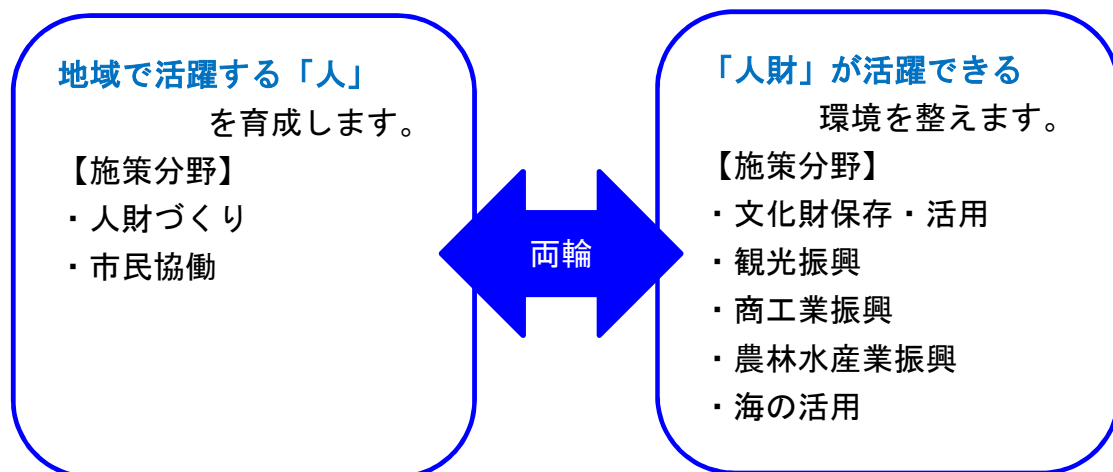 地域で活躍する「人」
を育成します。
【施策分野】
・人財づくり
・市民協働
両輪
「人財」が活躍できる
環境を整えます。
【施策分野】
・文化財保存・活用
・観光振興
・商工業振興
・農林水産業振興
・海の活用